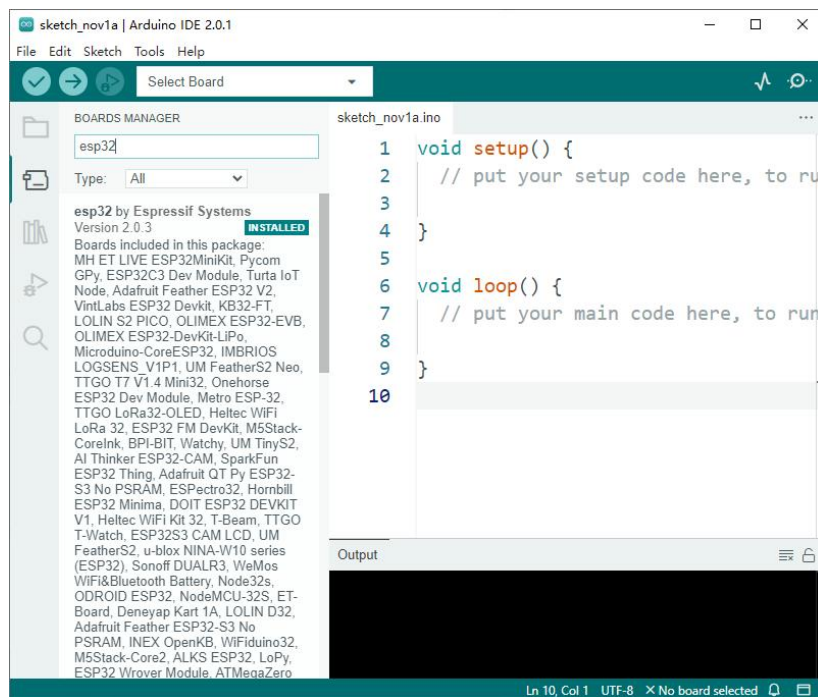 sketch_nov1a | Arduino IDE 2.0.1
File Edit Sketch Tools Help
Select Board
BOARDS MANAGER
esp32
Type: All
esp32 by Espressif Systems
Version 2.0.3 INSTALLED
Boards included in this package:
MH ET LIVE ESP32MiniKit, Pycom
GPy, ESP32C3 Dev Module, Turta IoT
Node, Adafruit Feather ESP32 V2,
VintLabs ESP32 Devkit, KB32-FT,
LOLIN S2 PICO, OLIMEX ESP32-EVB,
OLIMEX ESP32-DevKit-LiPo,
Microduino-CoreESP32, IMBRIOS
LOGSENS_V1P1, UM FeatherS2 Neo,
TTGO T7 V1.4 Mini32, Onehorse
ESP32 Dev Module, Metro ESP-32,
TTGO LoRa32-OLED, Heltec WiFi
LoRa 32, ESP32 FM DevKit, M5Stack-
CoreInk, BPI-BIT, Watchy, UM TinyS2,
AI Thinker ESP32-CAM, SparkFun
ESP32 Thing, Adafruit QT Py ESP32-
S3 No PSRAM, ESPectro32, Hornbill
ESP32 Minima, DOIT ESP32 DEVKIT
V1, Heltec WiFi Kit 32, T-Beam, TTGO
T-Watch, ESP32S3 CAM LCD, UM
FeatherS2, u-blox NINA-W10 series
(ESP32), Sonoff DUALR3, WeMos
WiFi&Bluetooth Battery, Node32s,
ODROID ESP32, NodeMCU-32S, ET-
Board, Deneyap Kart 1A, LOLIN D32,
Adafruit Feather ESP32-S3 No
PSRAM, INEX OpenKB, WiFiduino32,
M5Stack-Core2, ALKS ESP32, LoPy,
ESP32 Wrover Module, ATMegaZero
sketch_nov1a.ino
1 void setup() {
2 // put your setup code here, to ru
3
4 }
5
6 void loop() {
7 // put your main code here, to run
8
9 }
10
Output
Ln 10, Col 1 UTF-8 × No board selected